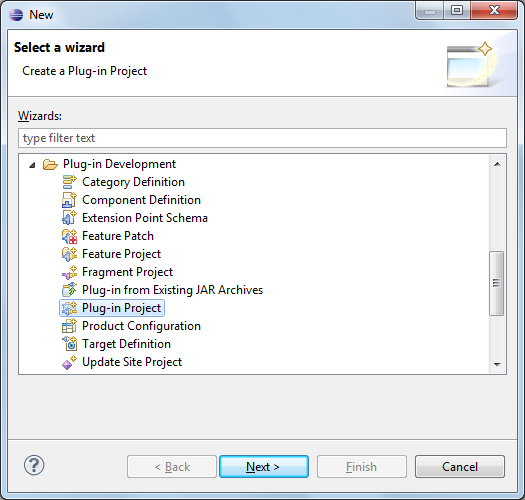 New
Select a wizard
Create a Plug-in Project
Wizards:
type filter text
Plug-in Development
Category Definition
Component Definition
Extension Point Schema
Feature Patch
Feature Project
Fragment Project
Plug-in from Existing JAR Archives
Plug-in Project
Product Configuration
Target Definition
Update Site Project
? < Back Next > Finish Cancel